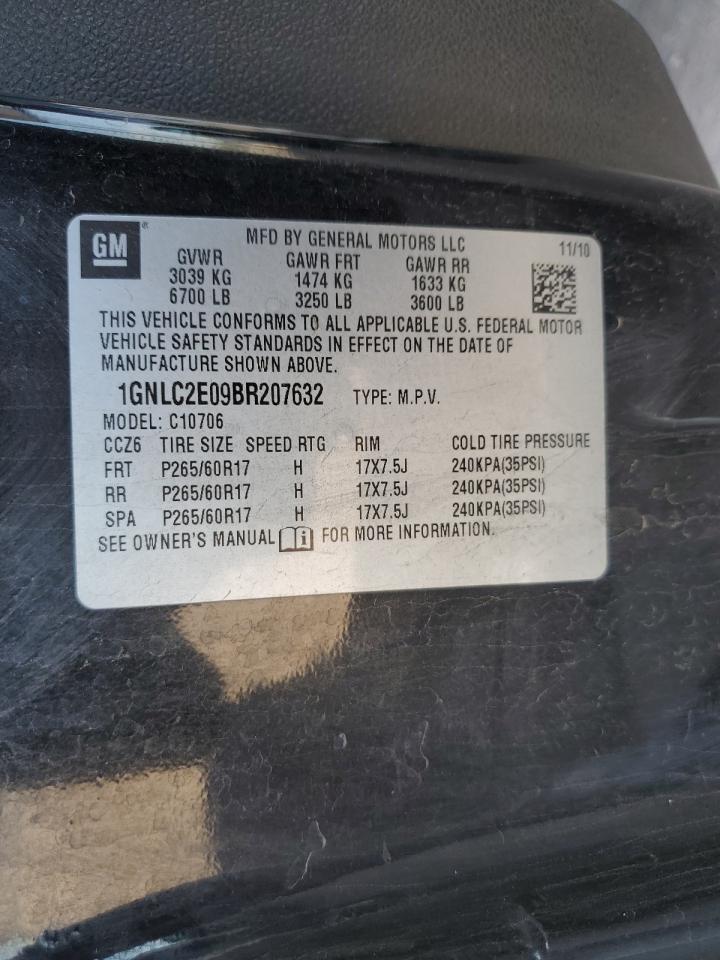 GM ®
MFD BY GENERAL MOTORS LLC 11/10
GVWR GAWR FRT GAWR RR
3039 KG 1474 KG 1633 KG
6700 LB 3250 LB 3600 LB
THIS VEHICLE CONFORMS TO ALL APPLICABLE U.S. FEDERAL MOTOR
VEHICLE SAFETY STANDARDS IN EFFECT ON THE DATE OF
MANUFACTURE SHOWN ABOVE.
1GNLC2E09BR207632 TYPE: M.P.V.
MODEL: C10706
CCZ6 TIRE SIZE SPEED RTG RIM COLD TIRE PRESSURE
FRT P265/60R17 H 17X7.5J 240KPA(35PSI)
RR P265/60R17 H 17X7.5J 240KPA(35PSI)
SPA P265/60R17 H 17X7.5J 240KPA(35PSI)
SEE OWNER'S MANUAL i FOR MORE INFORMATION.